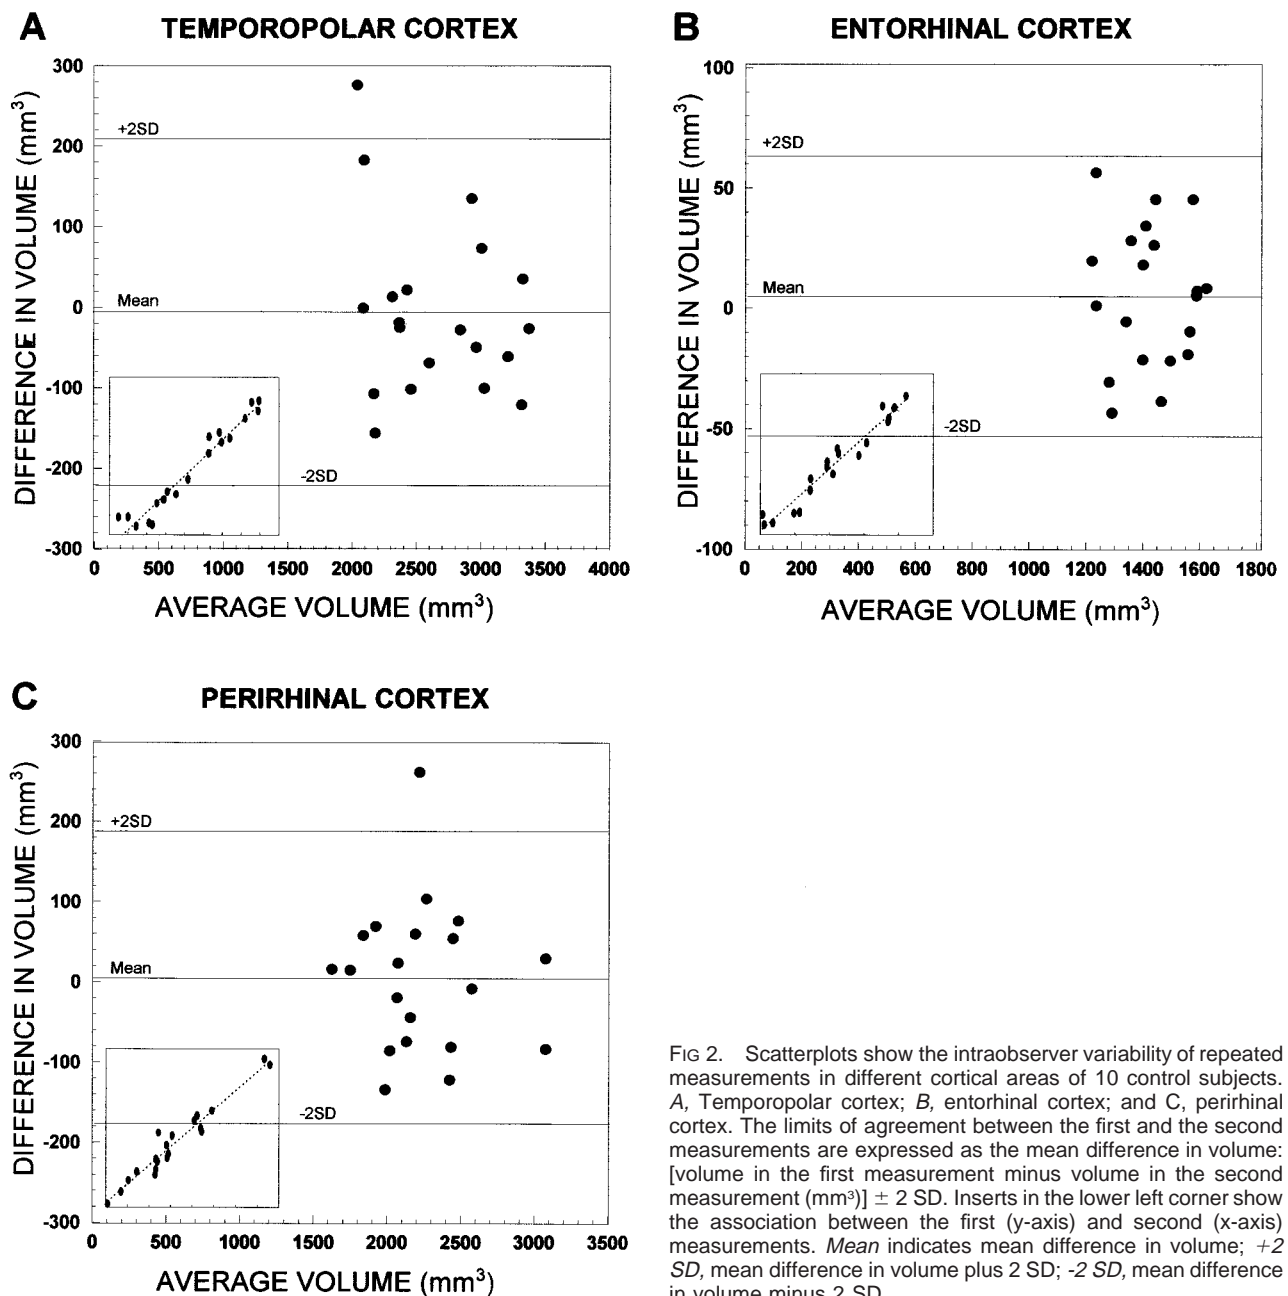 A TEMPOROPOLAR CORTEX
DIFFERENCE IN VOLUME (mm³)
300
200
100
0
-100
-200
-300
+2SD
Mean
-2SD
0 500 1000 1500 2000 2500 3000 3500 4000
AVERAGE VOLUME (mm³)
B ENTORHINAL CORTEX
DIFFERENCE IN VOLUME (mm³)
100
50
0
-50
-100
+2SD
Mean
-2SD
0 200 400 600 1000 1200 1400 1600 1800
AVERAGE VOLUME (mm³)
C PERIRHINAL CORTEX
DIFFERENCE IN VOLUME (mm³)
300
200
100
0
-100
-200
-300
+2SD
Mean
-2SD
0 500 1000 1500 2000 2500 3000 3500
AVERAGE VOLUME (mm³)
FIG 2. Scatterplots show the intraobserver variability of repeated
measurements in different cortical areas of 10 control subjects.
A, Temporopolar cortex; B, entorhinal cortex; and C, perirhinal
cortex. The limits of agreement between the first and the second
measurements are expressed as the mean difference in volume:
[volume in the first measurement minus volume in the second
measurement (mm³)] ± 2 SD. Inserts in the lower left corner show
the association between the first (y-axis) and second (x-axis)
measurements. Mean indicates mean difference in volume; +2
SD, mean difference in volume plus 2 SD; -2 SD, mean difference
in volume minus 2 SD.